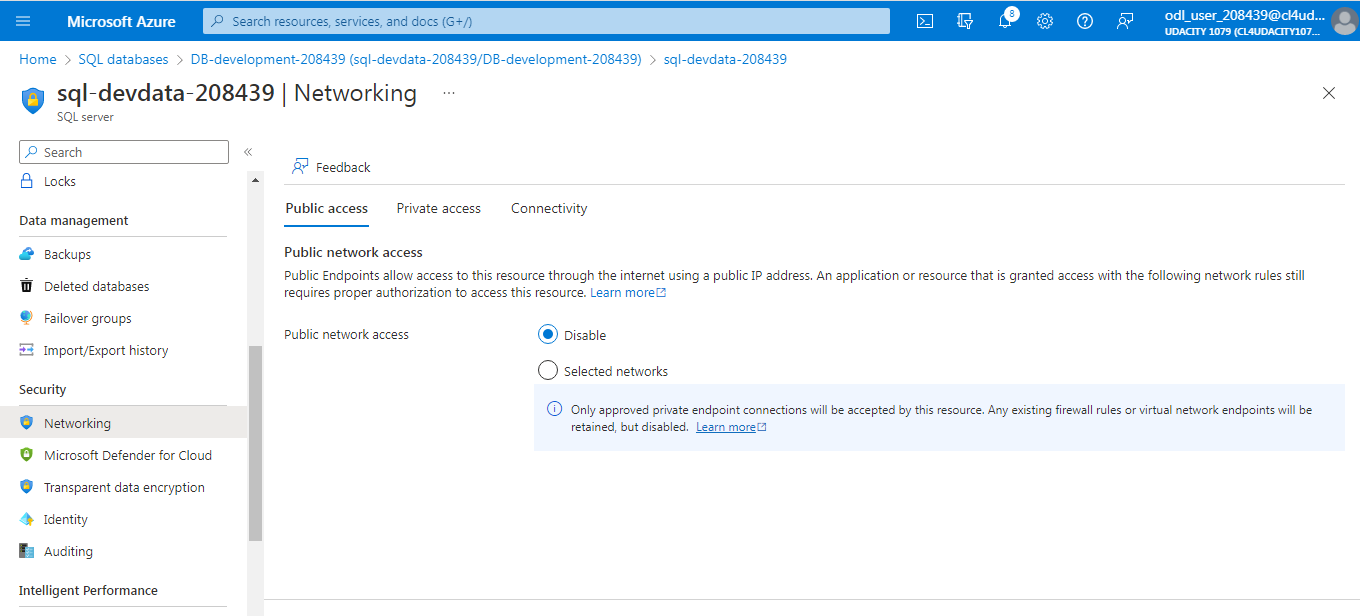 Microsoft Azure
Search resources, services, and docs (G+/)
8
odl_user_208439@cl4ud...
UDACITY 1079 (CL4UDACITY107...
Home > SQL databases > DB-development-208439 (sql-devdata-208439/DB-development-208439) > sql-devdata-208439
sql-devdata-208439 | Networking ...
SQL server
Search
«
Locks
Data management
Backups
Deleted databases
Failover groups
Import/Export history
Security
Networking
Microsoft Defender for Cloud
Transparent data encryption
Identity
Auditing
Intelligent Performance
Feedback
Public access Private access Connectivity
Public network access
Public Endpoints allow access to this resource through the internet using a public IP address. An application or resource that is granted access with the following network rules still
requires proper authorization to access this resource. Learn more
Public network access
Disable
Selected networks
Only approved private endpoint connections will be accepted by this resource. Any existing firewall rules or virtual network endpoints will be
retained, but disabled. Learn more